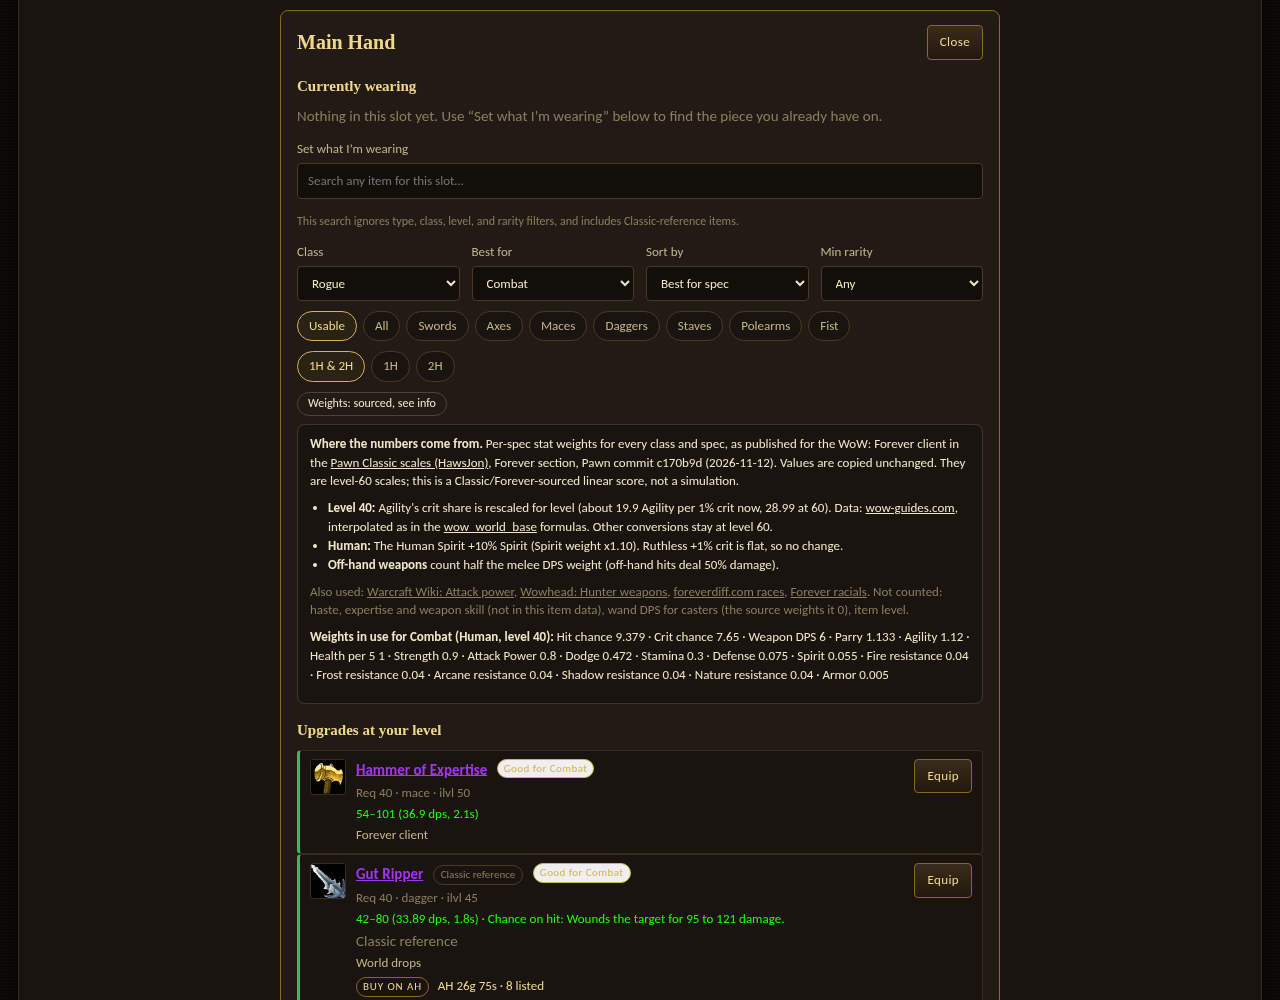 Main Hand
Close
Currently wearing
Nothing in this slot yet. Use “Set what I’m wearing” below to find the piece you already have on.
Set what I’m wearing
Search any item for this slot...
This search ignores type, class, level, and rarity filters, and includes Classic-reference items.
Class Best for Sort by Min rarity
Rogue Combat Best for spec Any
Usable All Swords Axes Maces Daggers Staves Polearms Fist
1H & 2H 1H 2H
Weights: sourced, see info
Where the numbers come from. Per-spec stat weights for every class and spec, as published for the WoW: Forever client in
the Pawn Classic scales (HawsJon), Forever section, Pawn commit c170b9d (2026-11-12). Values are copied unchanged. They
are level-60 scales; this is a Classic/Forever-sourced linear score, not a simulation.
• Level 40: Agility's crit share is rescaled for level (about 19.9 Agility per 1% crit now, 28.99 at 60). Data: wow-guides.com,
interpolated as in the wow_world_base formulas. Other conversions stay at level 60.
• Human: The Human Spirit +10% Spirit (Spirit weight x1.10). Ruthless +1% crit is flat, so no change.
• Off-hand weapons count half the melee DPS weight (off-hand hits deal 50% damage).
Also used: Warcraft Wiki: Attack power, Wowhead: Hunter weapons, foreverdiff.com races, Forever racials. Not counted:
haste, expertise and weapon skill (not in this item data), wand DPS for casters (the source weights it 0), item level.
Weights in use for Combat (Human, level 40): Hit chance 9.379 · Crit chance 7.65 · Weapon DPS 6 · Parry 1.133 · Agility 1.12 ·
Health per 5 1 · Strength 0.9 · Attack Power 0.8 · Dodge 0.472 · Stamina 0.3 · Defense 0.075 · Spirit 0.055 · Fire resistance 0.04
· Frost resistance 0.04 · Arcane resistance 0.04 · Shadow resistance 0.04 · Nature resistance 0.04 · Armor 0.005
Upgrades at your level
Hammer of Expertise Good for Combat
Equip
Req 40 · mace · ilvl 50
54–101 (36.9 dps, 2.1s)
Forever client
Gut Ripper Classic reference Good for Combat
Equip
Req 40 · dagger · ilvl 45
42–80 (33.89 dps, 1.8s) · Chance on hit: Wounds the target for 95 to 121 damage.
Classic reference
World drops
BUY ON AH AH 26g 75s · 8 listed